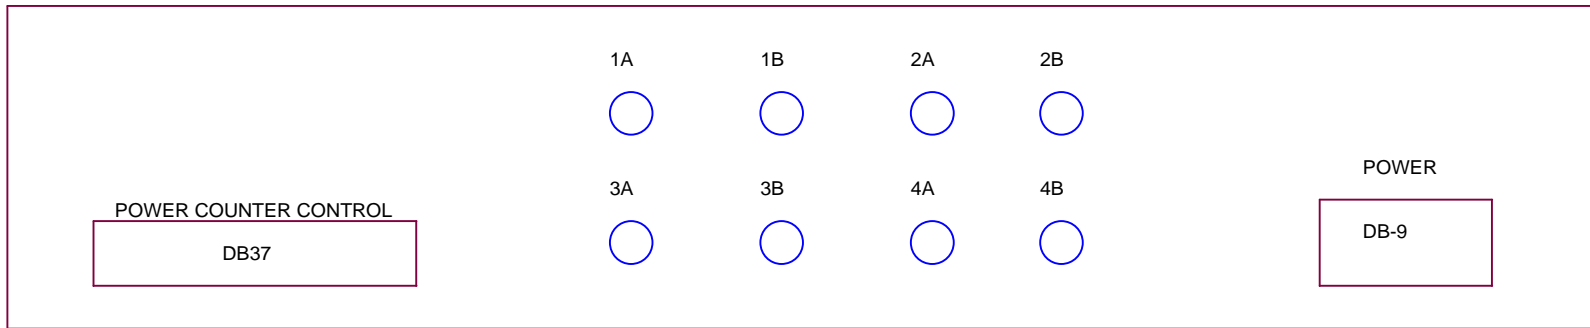 1A 1B 2A 2B
POWER
3A 3B 4A 4B
POWER COUNTER CONTROL
DB37
DB-9